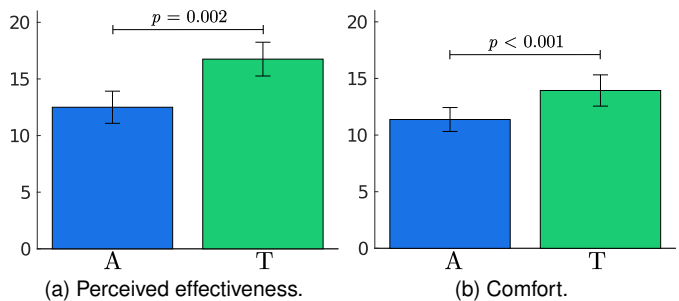 20
15
10
5
0
p = 0.002
A
T
(a) Perceived effectiveness.
20
15
10
5
0
p < 0.001
A
T
(b) Comfort.